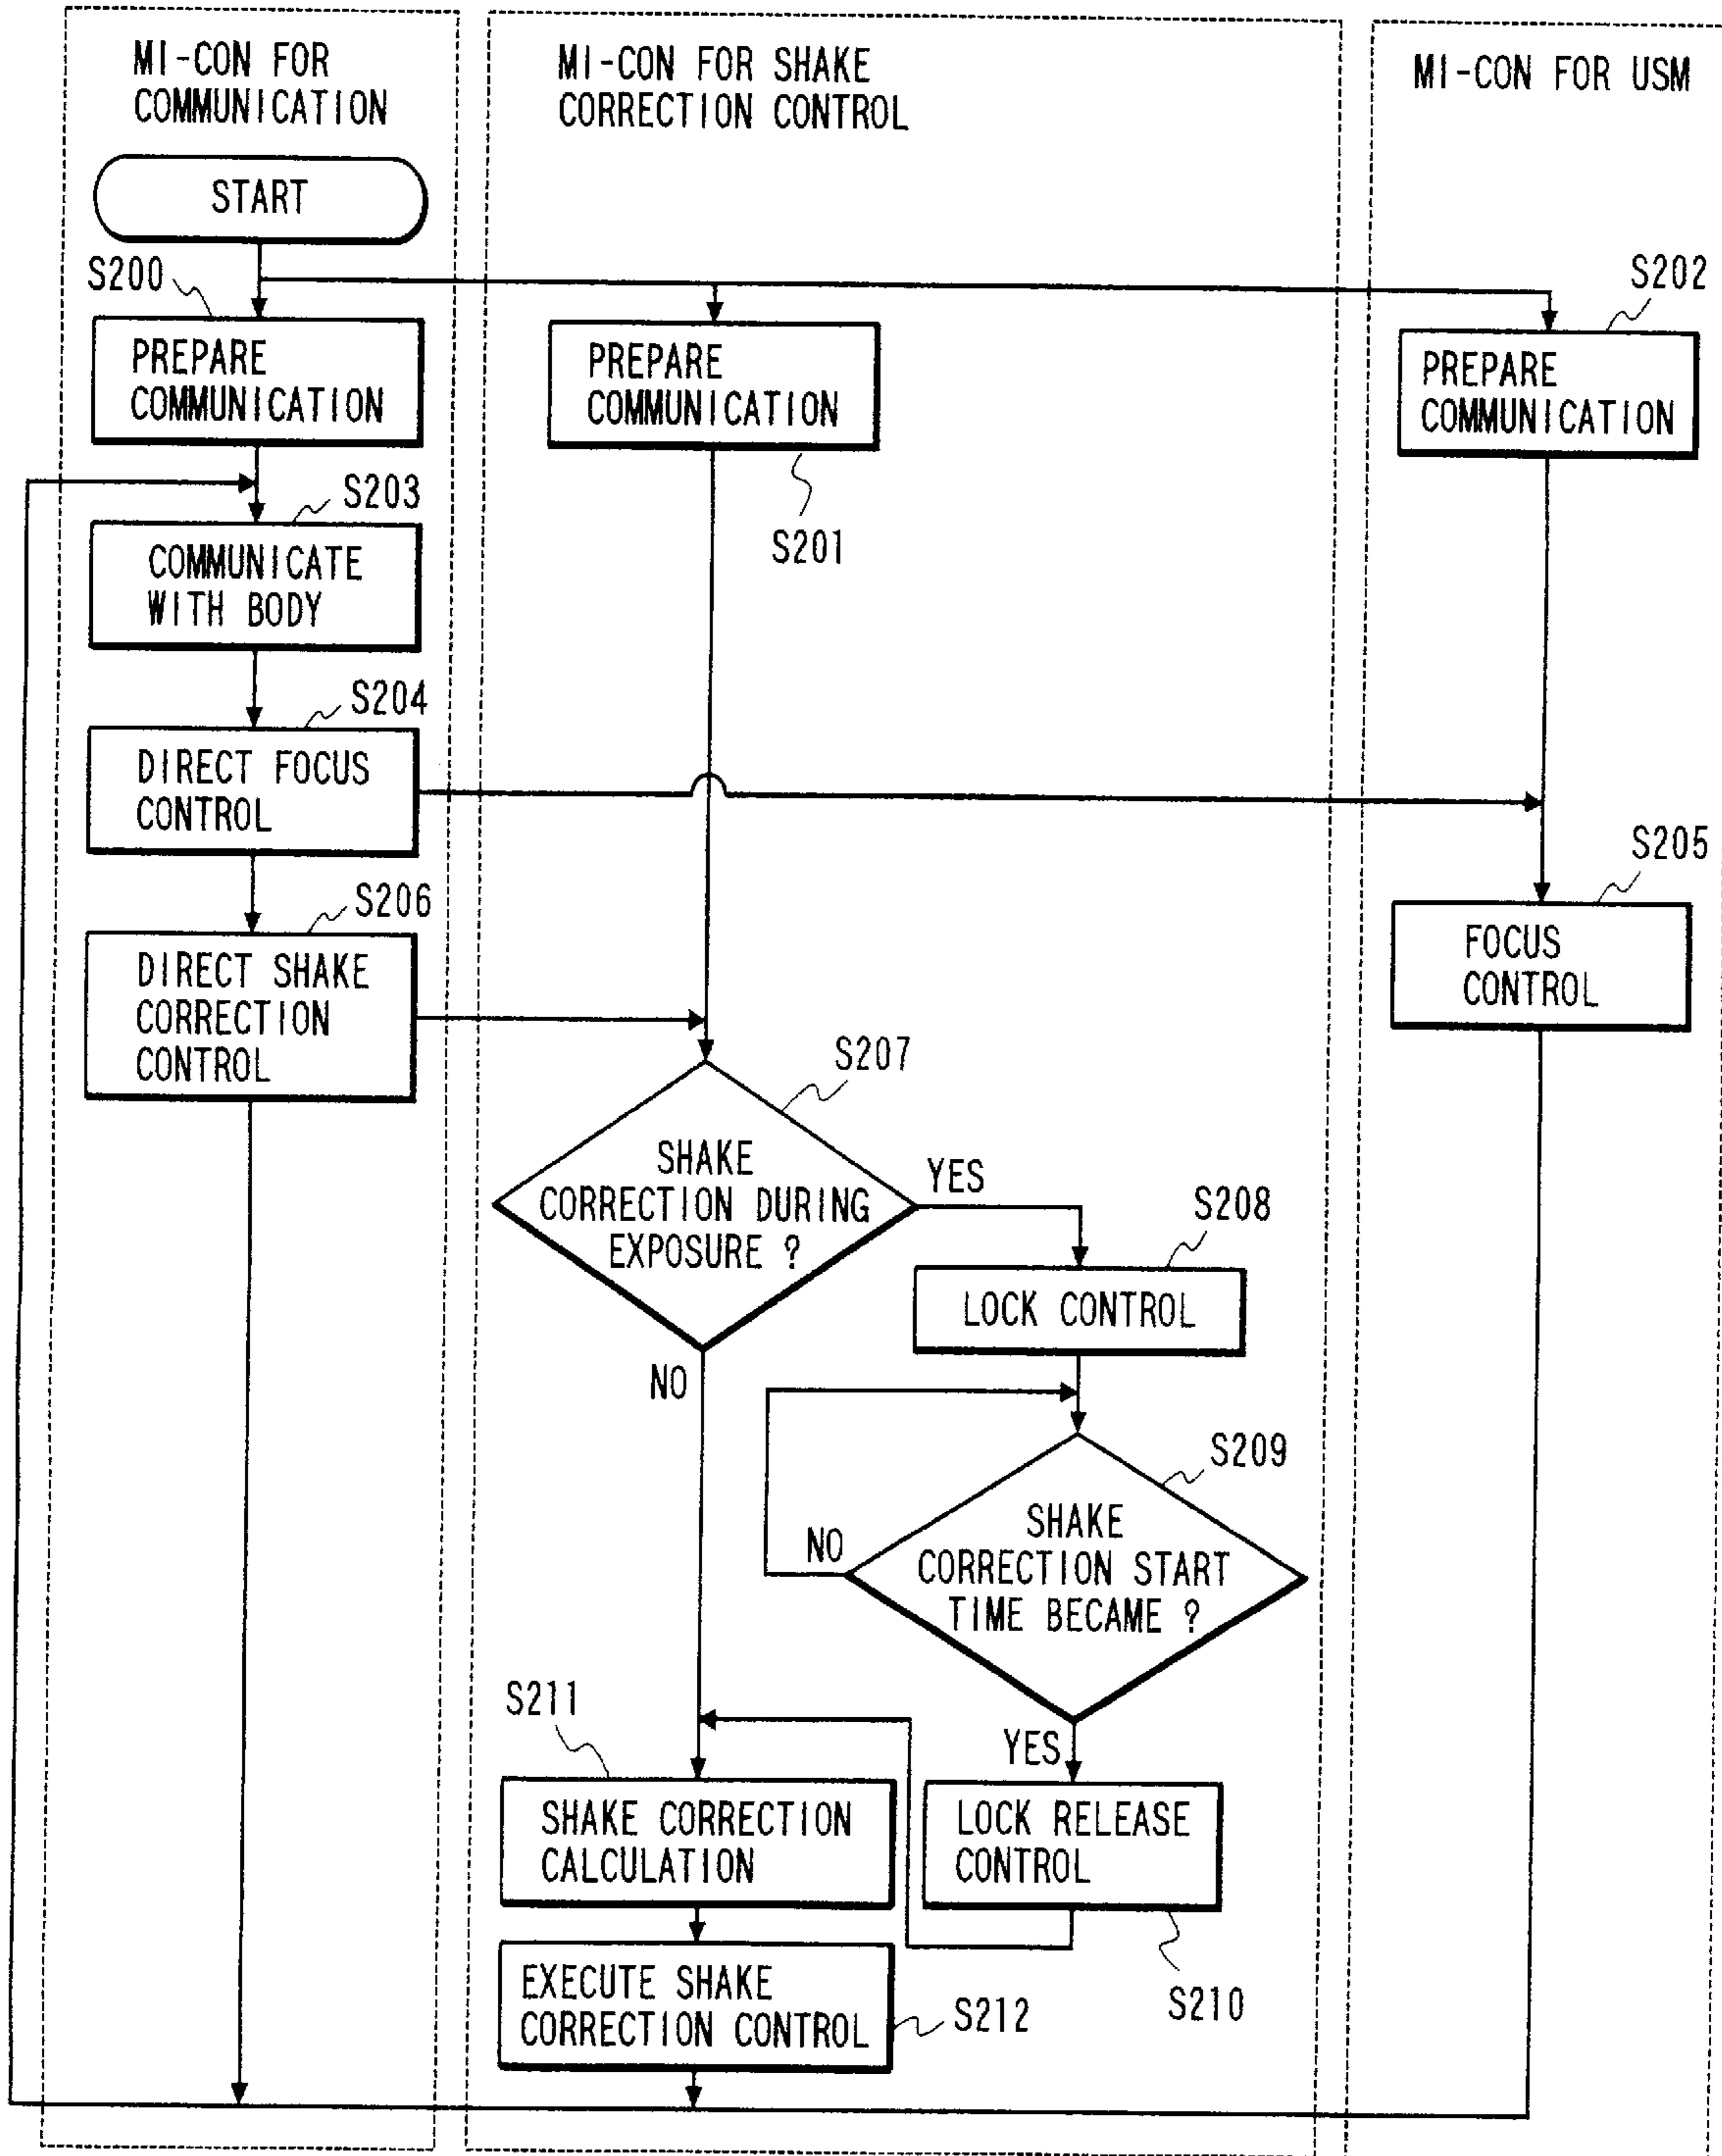 MI-CON FOR
COMMUNICATION
MI-CON FOR SHAKE
CORRECTION CONTROL
MI-CON FOR USM
START
S200
PREPARE
COMMUNICATION
PREPARE
COMMUNICATION
S201
S202
PREPARE
COMMUNICATION
S203
COMMUNICATE
WITH BODY
S204
DIRECT FOCUS
CONTROL
S205
FOCUS
CONTROL
S206
DIRECT SHAKE
CORRECTION
CONTROL
S207
SHAKE
CORRECTION DURING
EXPOSURE ?
YES
NO
S208
LOCK CONTROL
S209
SHAKE
CORRECTION START
TIME BECAME ?
NO
YES
S211
SHAKE CORRECTION
CALCULATION
LOCK RELEASE
CONTROL
S210
EXECUTE SHAKE
CORRECTION CONTROL
S212